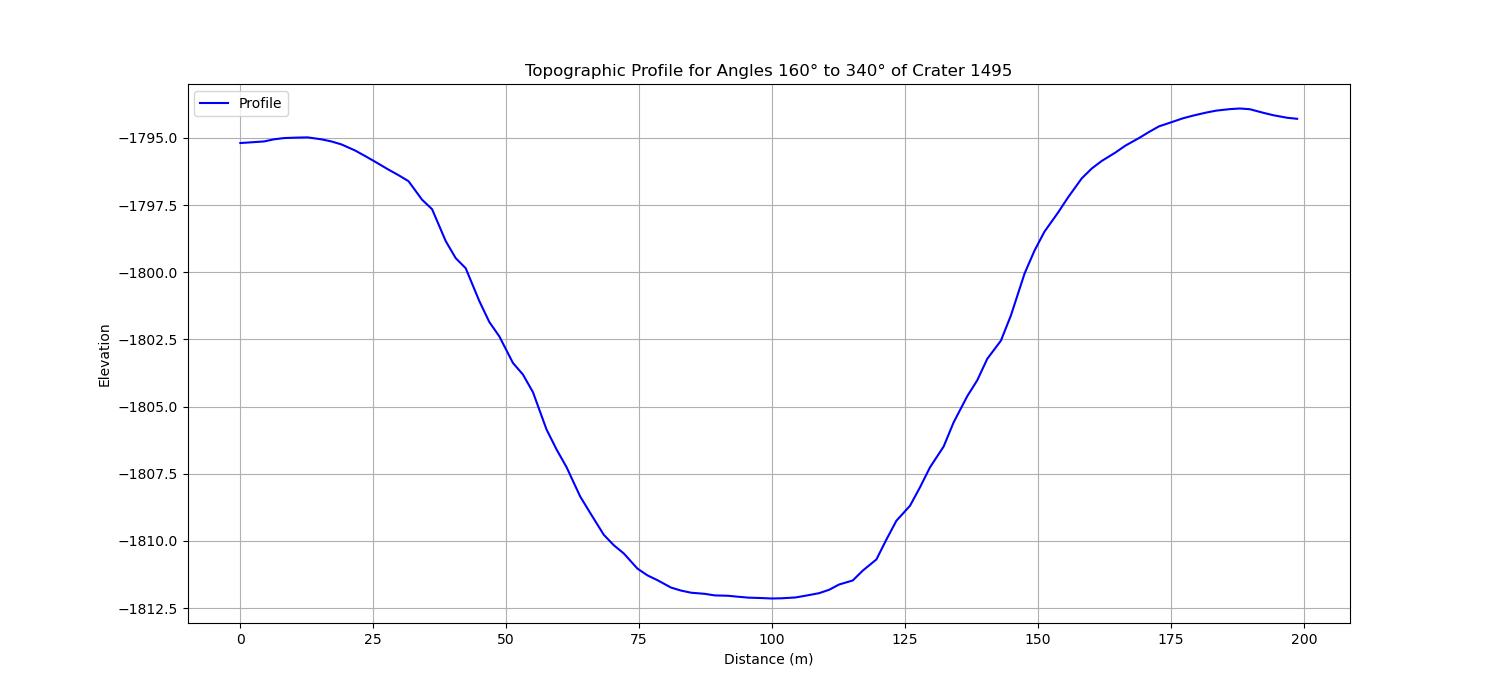 Topographic Profile for Angles 160° to 340° of Crater 1495
Profile
−1795.0
−1797.5
−1800.0
−1802.5
−1805.0
−1807.5
−1810.0
−1812.5
Elevation
0 25 50 75 100 125 150 175 200
Distance (m)